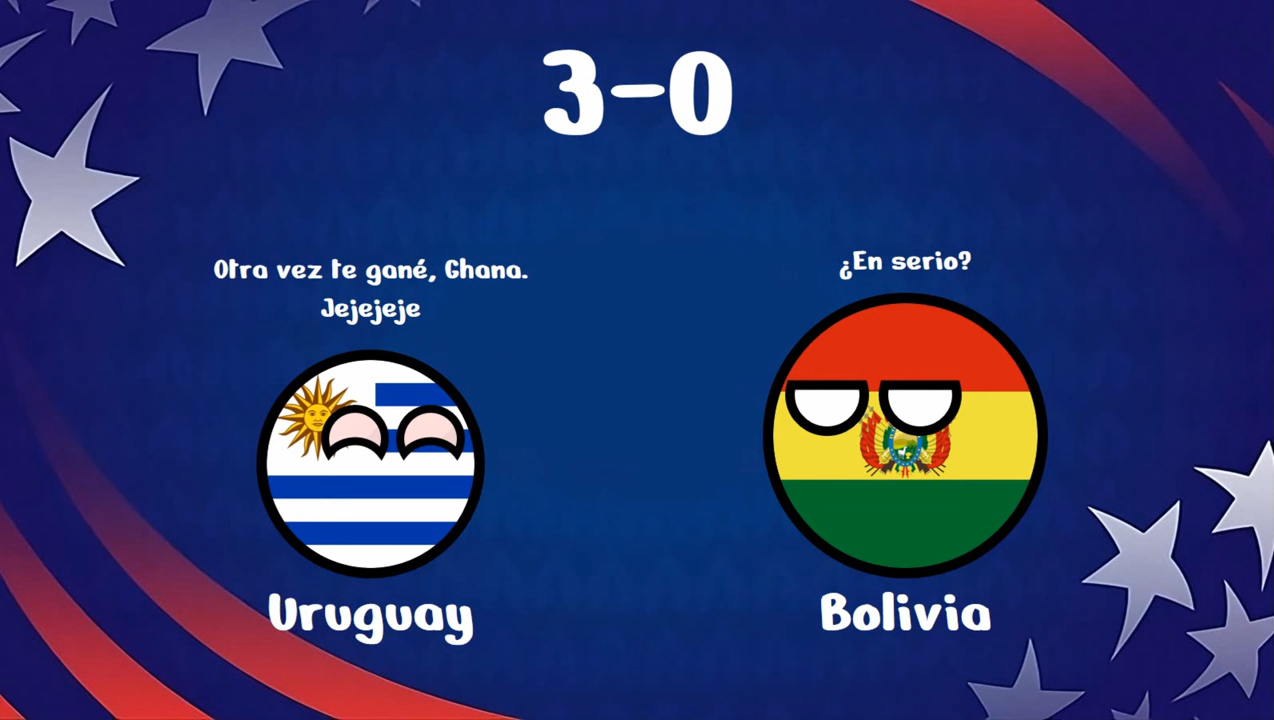 3-0
Otra vez te gané, Ghana.
Jejejeje
¿En serio?
Uruguay
Bolivia